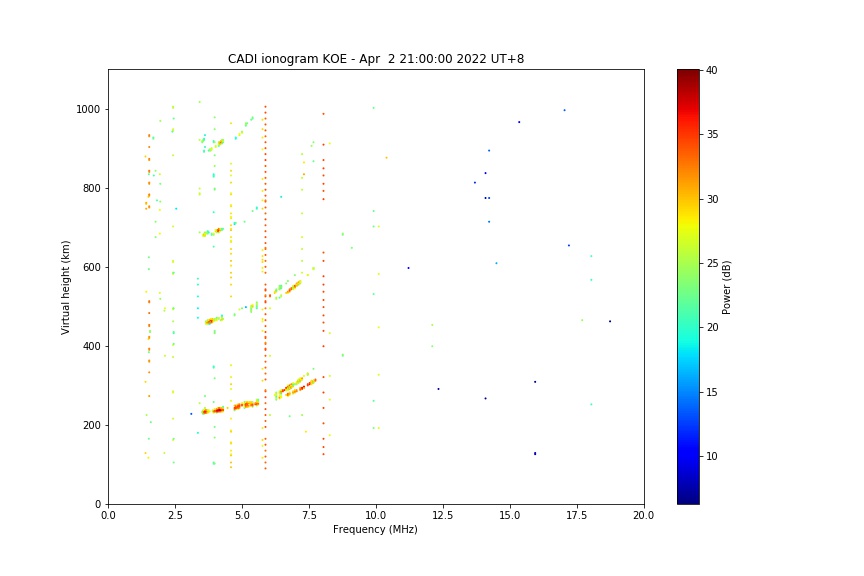 CADI ionogram KOE - Apr  2 21:00:00 2022 UT+8
Virtual height (km)
1000
800
600
400
200
0
0.0 2.5 5.0 7.5 10.0 12.5 15.0 17.5 20.0
Frequency (MHz)
40
35
30
25
20
15
10
Power (dB)